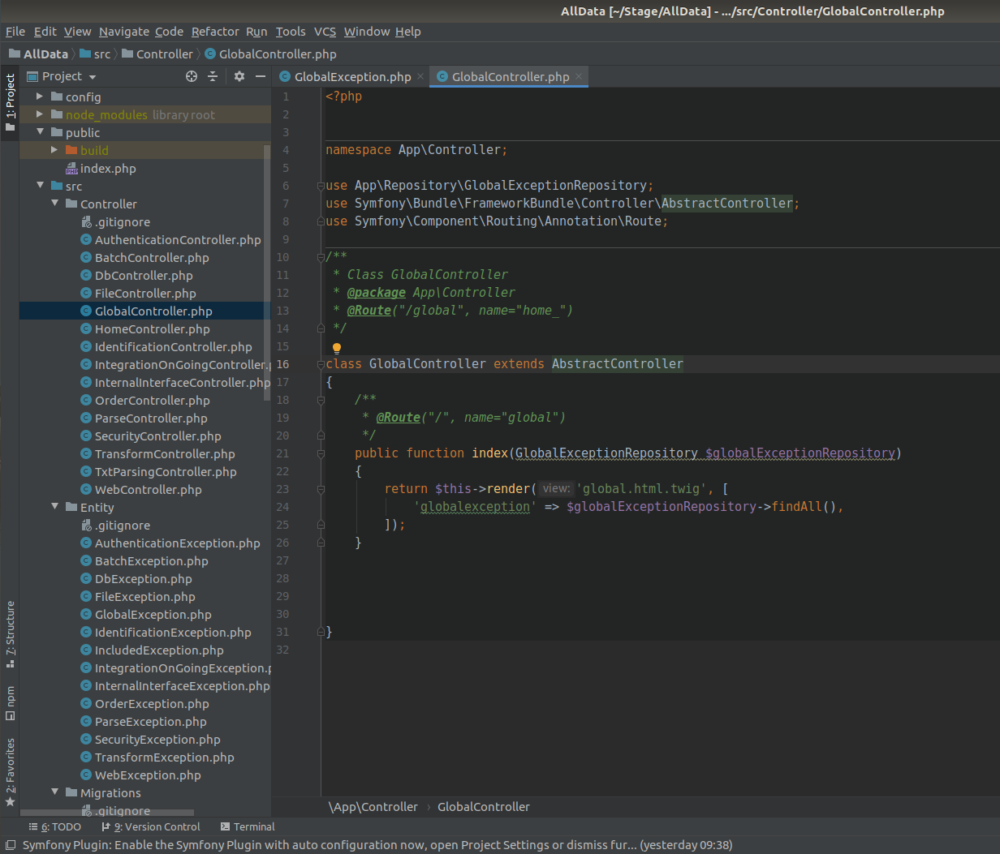 AllData [~/Stage/AllData] - .../src/Controller/GlobalController.php
File Edit View Navigate Code Refactor Run Tools VCS Window Help
AllData src Controller GlobalController.php
1: Project
Project
config
node_modules library root
public
build
index.php
src
Controller
.gitignore
AuthenticationController.php
BatchController.php
DbController.php
FileController.php
GlobalController.php
HomeController.php
IdentificationController.php
IntegrationOnGoingController.p
InternalInterfaceController.php
OrderController.php
ParseController.php
SecurityController.php
TransformController.php
TxtParsingController.php
WebController.php
Entity
.gitignore
AuthenticationException.php
BatchException.php
DbException.php
FileException.php
GlobalException.php
IdentificationException.php
IncludedException.php
IntegrationOnGoingException.p
InternalInterfaceException.php
OrderException.php
ParseException.php
SecurityException.php
TransformException.php
WebException.php
Migrations
.gitignore
7: Structure
npm
2: Favorites
GlobalException.php × GlobalController.php ×
1 <?php
2
3
4 namespace App\Controller;
5
6 use App\Repository\GlobalExceptionRepository;
7 use Symfony\Bundle\FrameworkBundle\Controller\AbstractController;
8 use Symfony\Component\Routing\Annotation\Route;
9
10 /**
11  * Class GlobalController
12  * @package App\Controller
13  * @Route("/global", name="home_")
14  */
15
16 class GlobalController extends AbstractController
17 {
18     /**
19      * @Route("/", name="global")
20      */
21     public function index(GlobalExceptionRepository $globalExceptionRepository)
22     {
23         return $this->render( view: 'global.html.twig', [
24             'globalexception' => $globalExceptionRepository->findAll(),
25         ]);
26     }
27
28
29
30
31 }
32
\App\Controller › GlobalController
6: TODO 9: Version Control Terminal
Symfony Plugin: Enable the Symfony Plugin with auto configuration now, open Project Settings or dismiss fur... (yesterday 09:38)